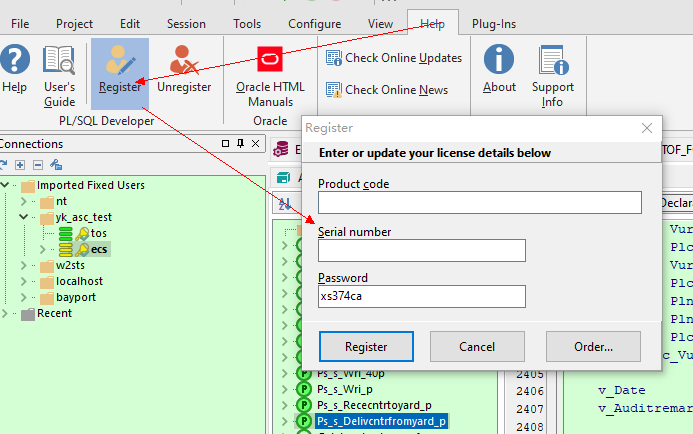 File Project Edit Session Tools Configure View Help Plug-Ins
Help User's Guide Register Unregister Oracle HTML Manuals Check Online Updates About Support Info
Check Online News
PL/SQL Developer Oracle
Connections
Register
Enter or update your license details below
Product code
Serial number
Password
xs374ca
Register Cancel Order...
Imported Fixed Users
nt
yk_asc_test
tos
ecs
w2sts
localhost
bayport
Recent
Declara
Vur
Plc
Vur
Plc
Pln
Pln
Plc
Ps_s_Wri_40p
Ps_s_Wri_p
Ps_s_Rececntrtoyard_p
Ps_s_Delivcntrfromyard_p
2405
2406
2407
2408
v_Date
v_Auditremar